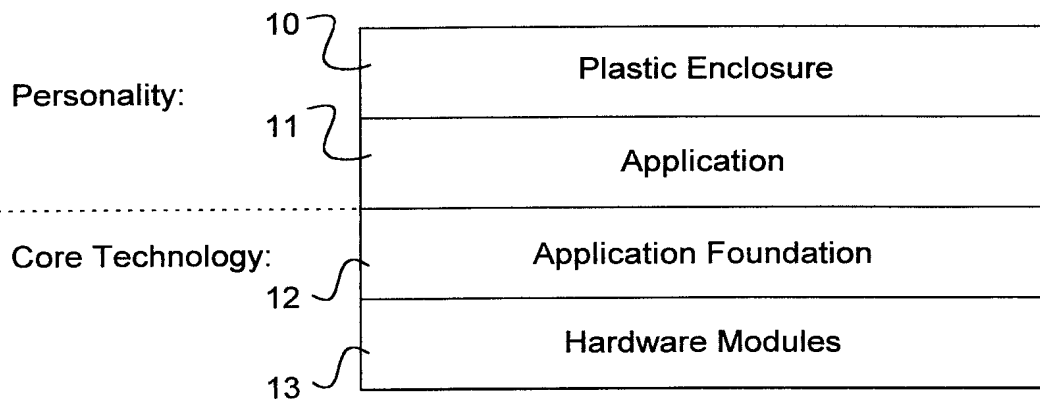 10
Plastic Enclosure
Personality:
11
Application
Core Technology:
Application Foundation
12
Hardware Modules
13